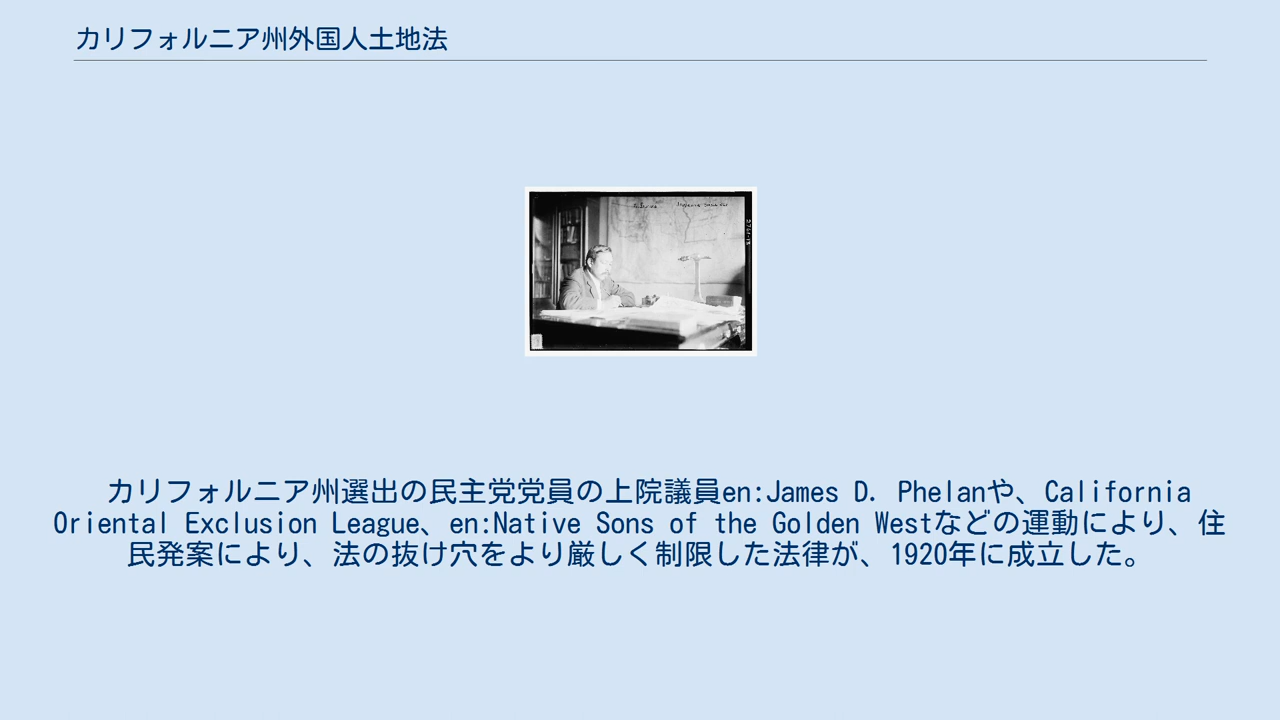 カリフォルニア州外国人土地法
カリフォルニア州選出の民主党党員の上院議員en:James D. Phelanや、California
Oriental Exclusion League、en:Native Sons of the Golden Westなどの運動により、住
民発案により、法の抜け穴をより厳しく制限した法律が、1920年に成立した。